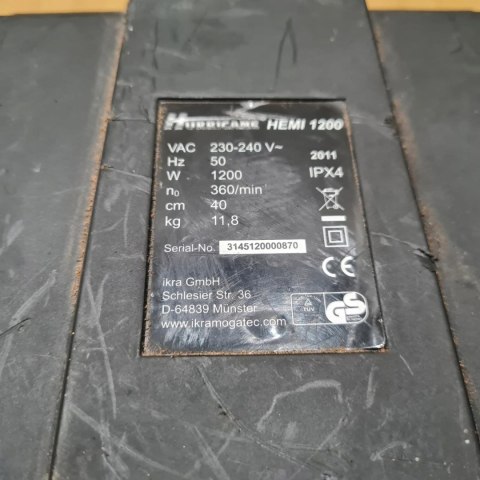 HURRICANE HEMI 1200
VAC 230-240 V~
Hz 50 2011
W 1200 IPX4
n₀ 360/min
cm 40
kg 11,8
Serial-No. 3145120000870
CE
ikra GmbH
Schlesier Str. 36
D-64839 Münster
www.ikramogatec.com
TÜV GS